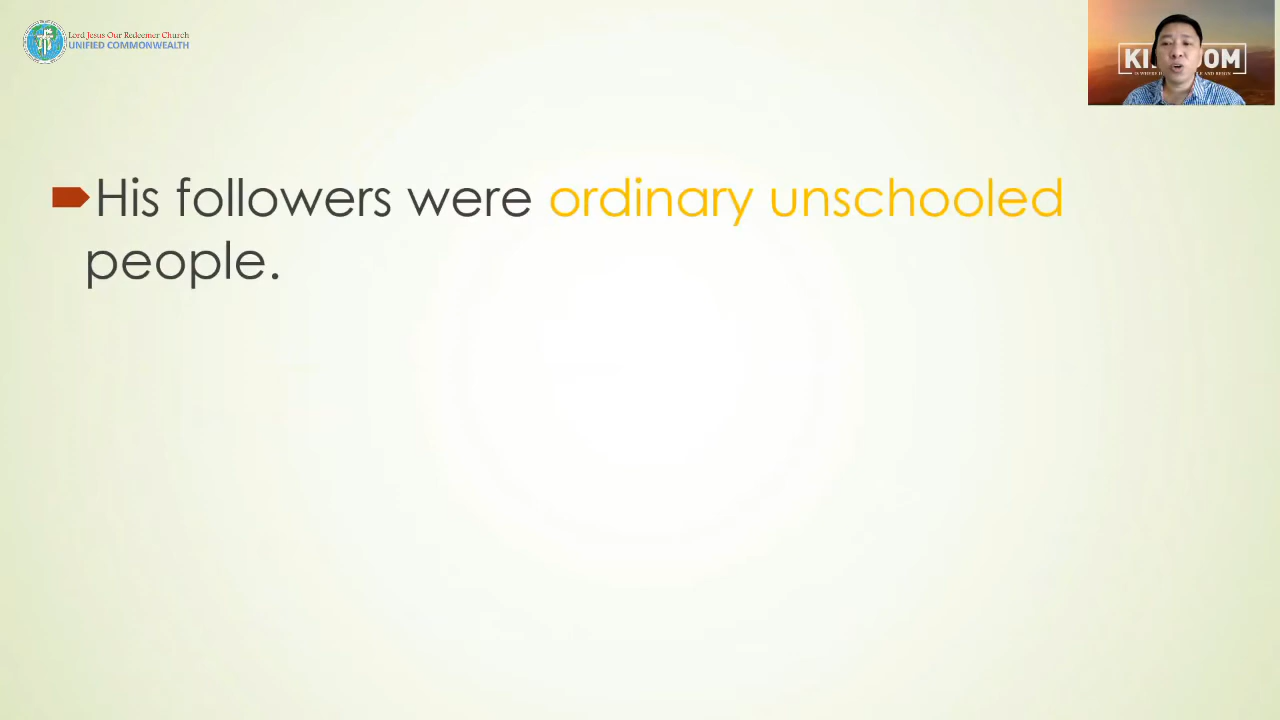 Lord Jesus Our Redeemer Church
UNIFIED COMMONWEALTH
His followers were ordinary unschooled
people.